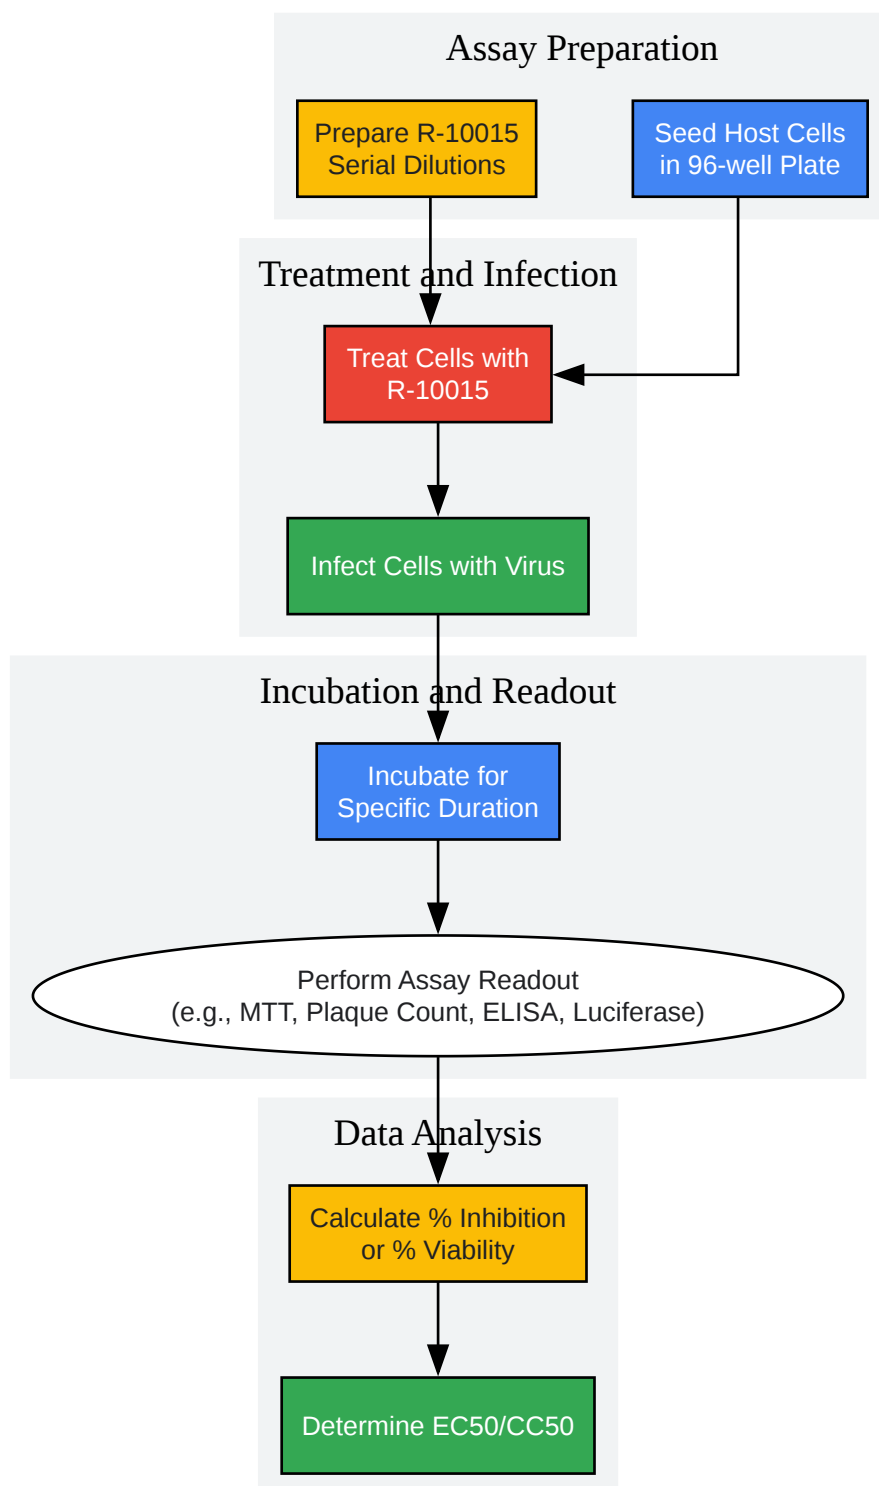 Assay Preparation
Prepare R-10015
Serial Dilutions
Seed Host Cells
in 96-well Plate
Treatment and Infection
Treat Cells with
R-10015
Infect Cells with Virus
Incubation and Readout
Incubate for
Specific Duration
Perform Assay Readout
(e.g., MTT, Plaque Count, ELISA, Luciferase)
Data Analysis
Calculate % Inhibition
or % Viability
Determine EC50/CC50